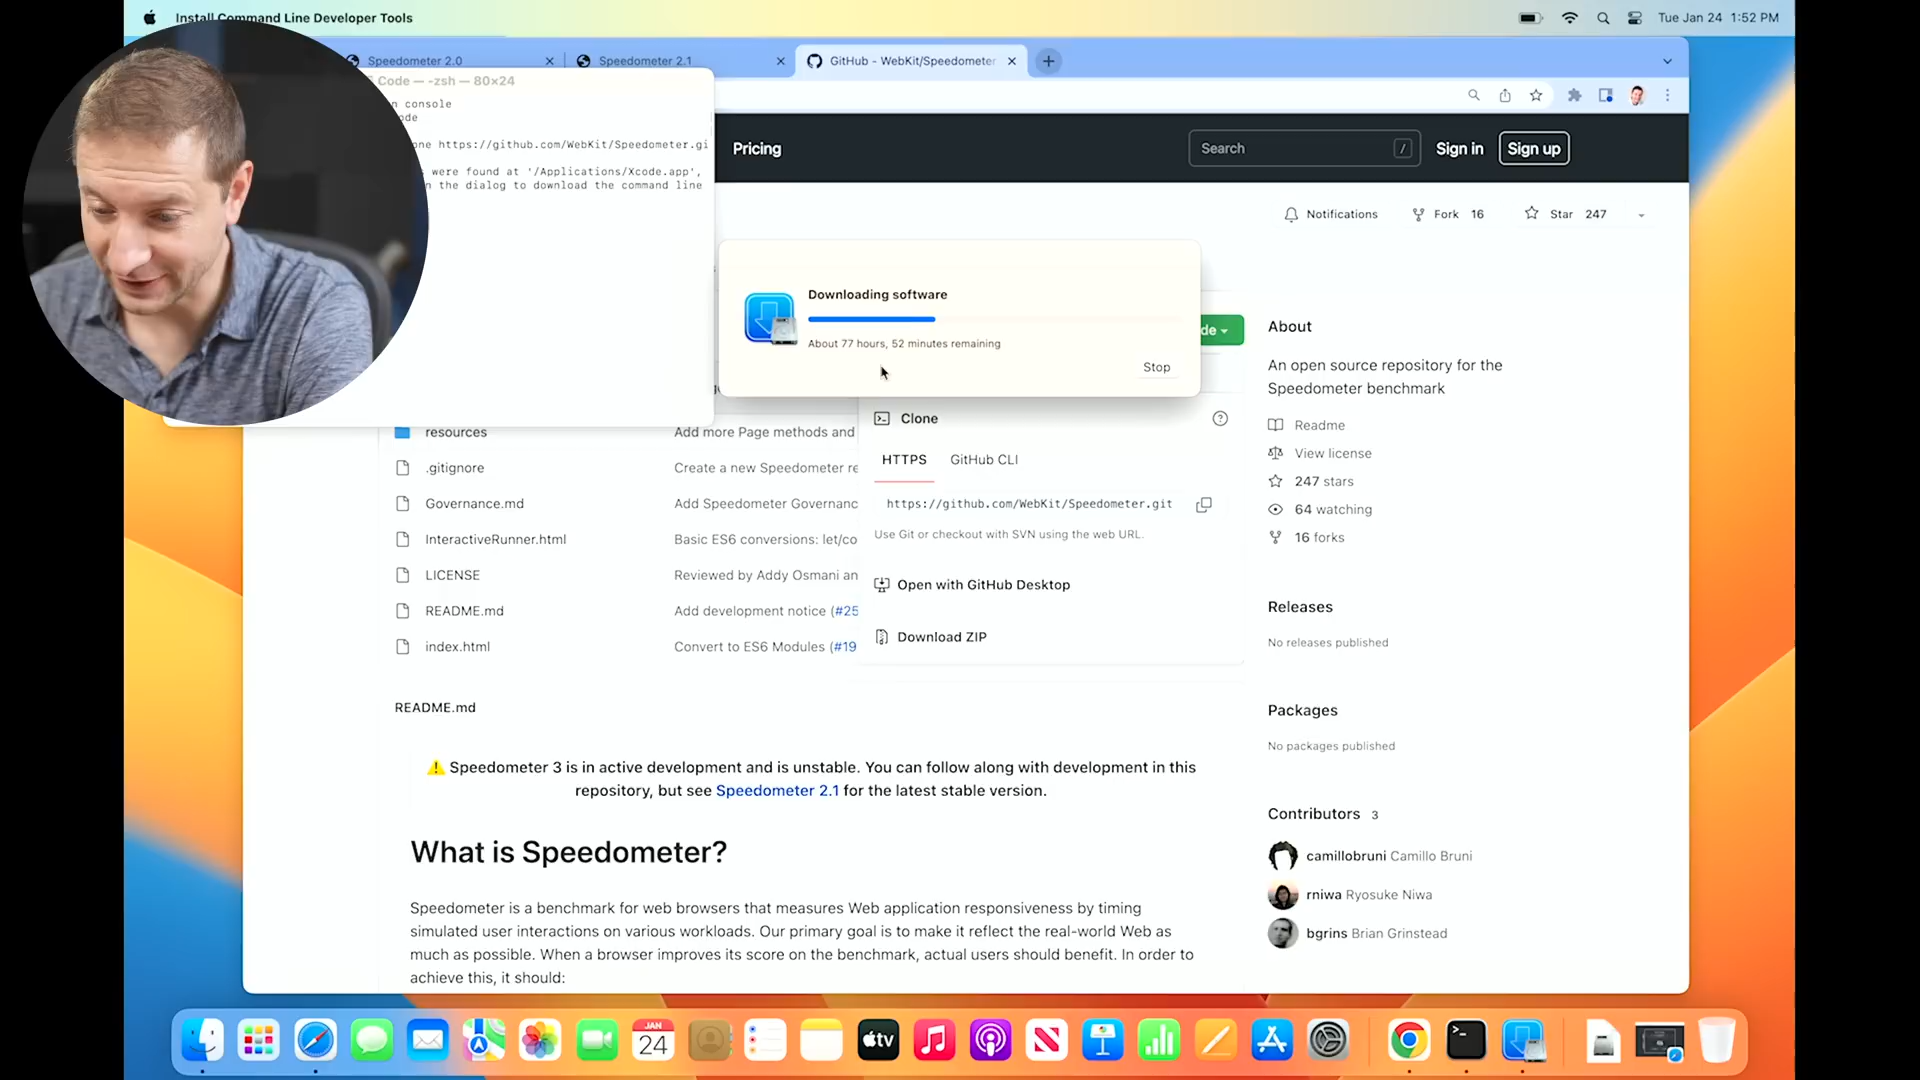 Install Command Line Developer Tools
Tue Jan 24 1:52 PM
Speedometer 2.0
Speedometer 2.1
GitHub - WebKit/Speedometer
Code — -zsh — 80×24
console
https://github.com/WebKit/Speedometer.gi
were found at '/Applications/Xcode.app',
the dialog to download the command line
Pricing
Search /
Sign in
Sign up
Notifications
Fork 16
Star 247
Downloading software
About 77 hours, 52 minutes remaining
Stop
Clone
HTTPS
GitHub CLI
https://github.com/WebKit/Speedometer.git
Use Git or checkout with SVN using the web URL.
Open with GitHub Desktop
Download ZIP
resources Add more Page methods and
.gitignore Create a new Speedometer re
Governance.md Add Speedometer Governanc
InteractiveRunner.html Basic ES6 conversions: let/co
LICENSE Reviewed by Addy Osmani an
README.md Add development notice (#25
index.html Convert to ES6 Modules (#19
About
An open source repository for the
Speedometer benchmark
Readme
View license
247 stars
64 watching
16 forks
Releases
No releases published
Packages
No packages published
Contributors 3
camillobruni Camillo Bruni
rniwa Ryosuke Niwa
bgrins Brian Grinstead
README.md
Speedometer 3 is in active development and is unstable. You can follow along with development in this
repository, but see Speedometer 2.1 for the latest stable version.
What is Speedometer?
Speedometer is a benchmark for web browsers that measures Web application responsiveness by timing
simulated user interactions on various workloads. Our primary goal is to make it reflect the real-world Web as
much as possible. When a browser improves its score on the benchmark, actual users should benefit. In order to
achieve this, it should:
JAN
24
tv